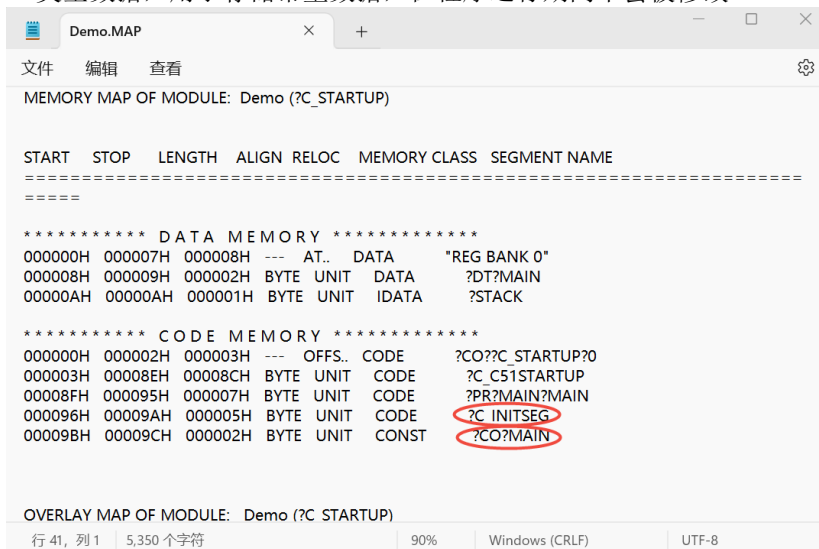 Demo.MAP
文件 编辑 查看
MEMORY MAP OF MODULE: Demo (?C_STARTUP)
START STOP LENGTH ALIGN RELOC MEMORY CLASS SEGMENT NAME
=====================================================================
=====
* * * * * * * * * * * D A T A M E M O R Y * * * * * * * * * * * * *
000000H 000007H 000008H --- AT.. DATA "REG BANK 0"
000008H 000009H 000002H BYTE UNIT DATA ?DT?MAIN
00000AH 00000AH 000001H BYTE UNIT IDATA ?STACK
* * * * * * * * * * * C O D E M E M O R Y * * * * * * * * * * * * *
000000H 000002H 000003H --- OFFS.. CODE ?CO??C_STARTUP?0
000003H 00008EH 00008CH BYTE UNIT CODE ?C_C51STARTUP
00008FH 000095H 000007H BYTE UNIT CODE ?PR?MAIN?MAIN
000096H 00009AH 000005H BYTE UNIT CODE ?C_INITSEG
00009BH 00009CH 000002H BYTE UNIT CONST ?CO?MAIN
OVERLAY MAP OF MODULE: Demo (?C_STARTUP)
行 41, 列 1 5,350 个字符 90% Windows (CRLF) UTF-8